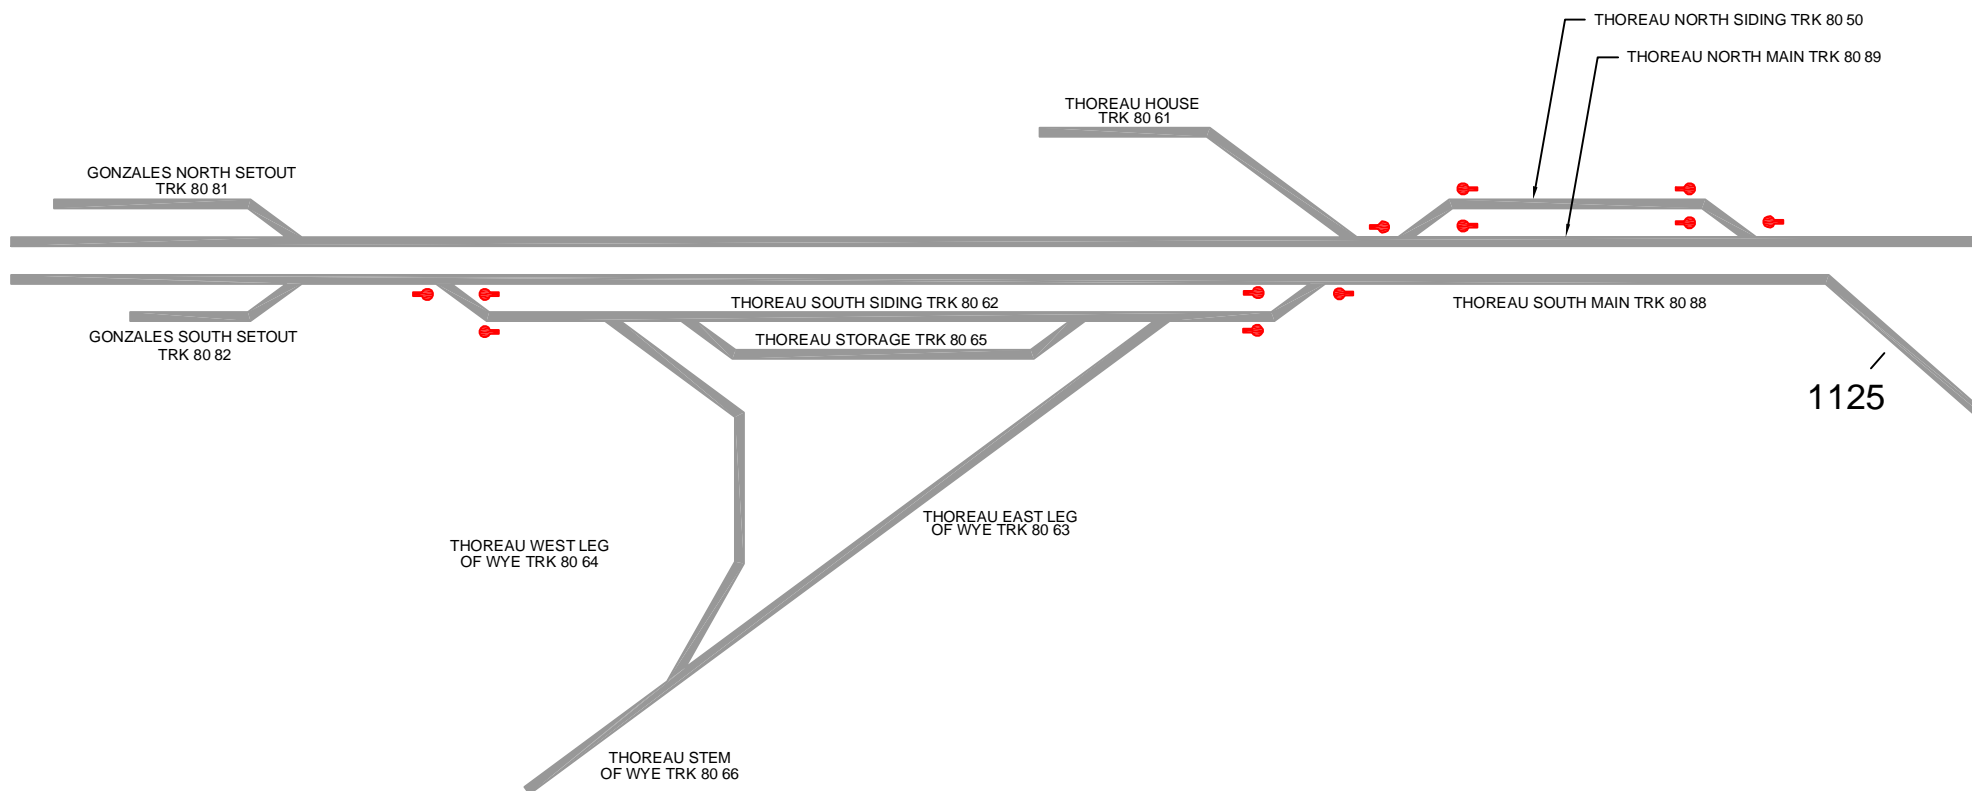 THOREAU NORTH SIDING TRK 80 50
THOREAU NORTH MAIN TRK 80 89
THOREAU HOUSE
TRK 80 61
GONZALES NORTH SETOUT
TRK 80 81
THOREAU SOUTH SIDING TRK 80 62
THOREAU SOUTH MAIN TRK 80 88
GONZALES SOUTH SETOUT
TRK 80 82
THOREAU STORAGE TRK 80 65
1125
THOREAU EAST LEG
OF WYE TRK 80 63
THOREAU WEST LEG
OF WYE TRK 80 64
THOREAU STEM
OF WYE TRK 80 66